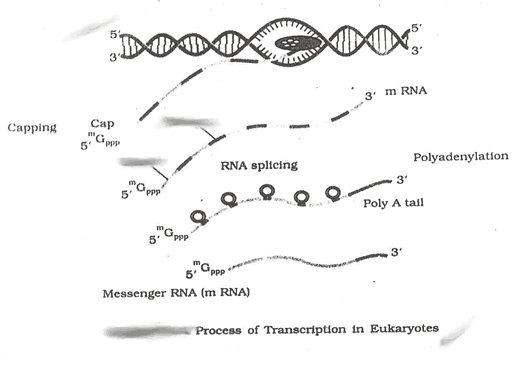 5′ 5′
3′ 3′
3′ m RNA
Capping Cap
5′ mGppp
Polyadenylation
RNA splicing
5′ mGppp
3′
Poly A tail
5′ mGppp
3′
5′ mGppp
Messenger RNA (m RNA)
Process of Transcription in Eukaryotes